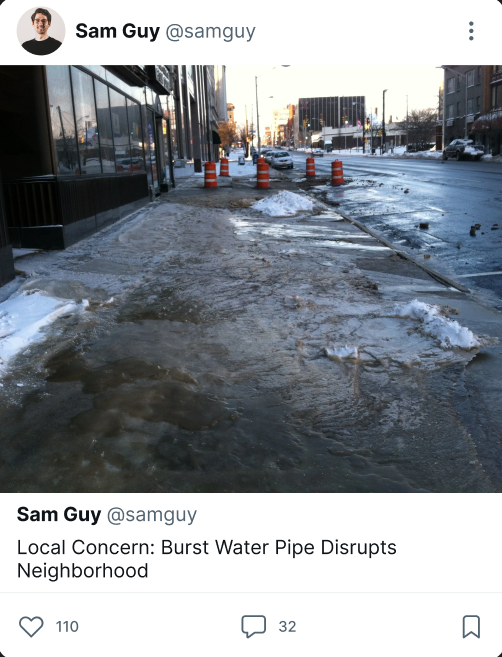 Sam Guy @samguy
Sam Guy @samguy
Local Concern: Burst Water Pipe Disrupts
Neighborhood
110
32